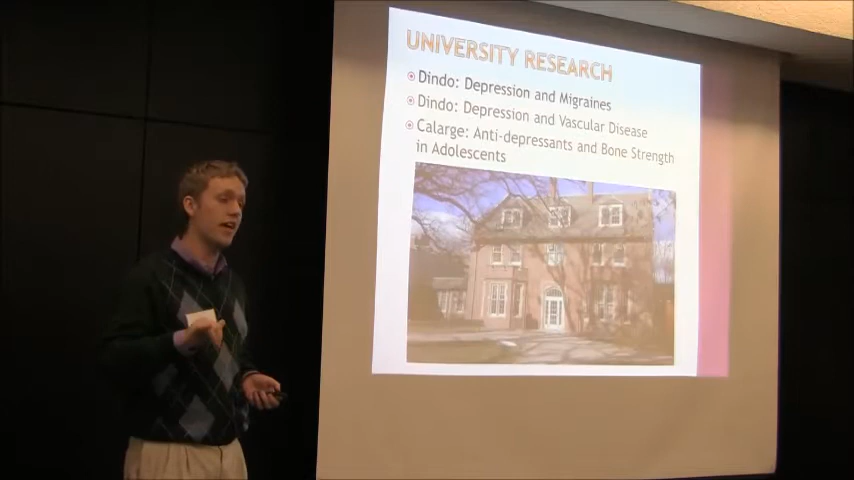 UNIVERSITY RESEARCH
Dindo: Depression and Migraines
Dindo: Depression and Vascular Disease
Calarge: Anti-depressants and Bone Strength
in Adolescents